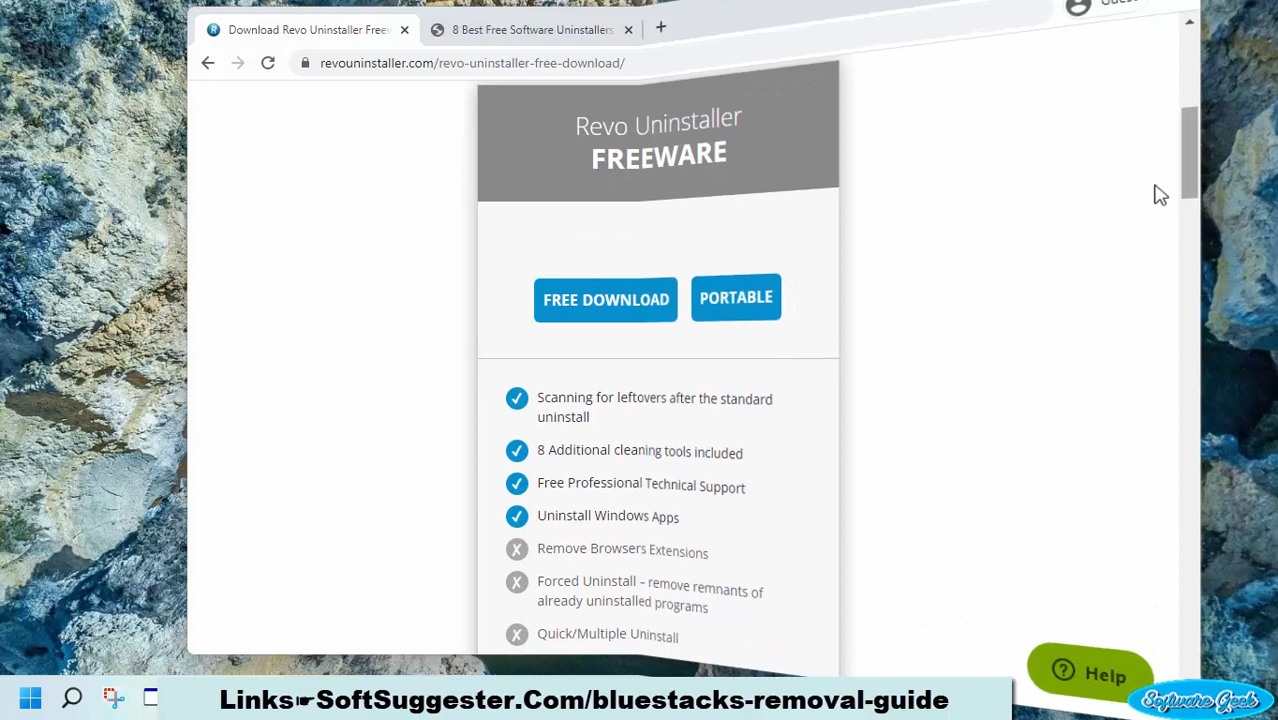 Download Revo Uninstaller Freew
8 Best Free Software Uninstallers
revouninstaller.com/revo-uninstaller-free-download/
Revo Uninstaller
FREEWARE
FREE DOWNLOAD
PORTABLE
Scanning for leftovers after the standard
uninstall
8 Additional cleaning tools included
Free Professional Technical Support
Uninstall Windows Apps
Remove Browsers Extensions
Forced Uninstall – remove remnants of
already uninstalled programs
Quick/Multiple Uninstall
Help
Links☛SoftSuggester.Com/bluestacks-removal-guide
Software Geek